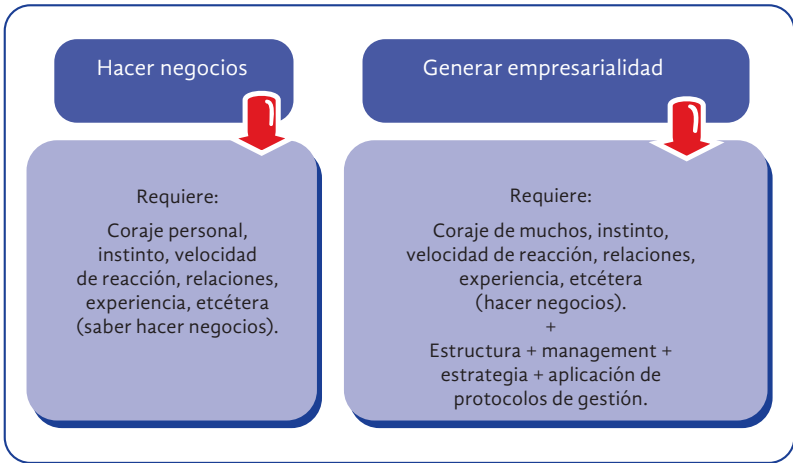 Hacer negocios
Requiere:
Coraje personal,
instinto, velocidad
de reacción, relaciones,
experiencia, etcétera
(saber hacer negocios).
Generar empresarialidad
Requiere:
Coraje de muchos, instinto,
velocidad de reacción, relaciones,
experiencia, etcétera
(hacer negocios).
+
Estructura + management +
estrategia + aplicación de
protocolos de gestión.